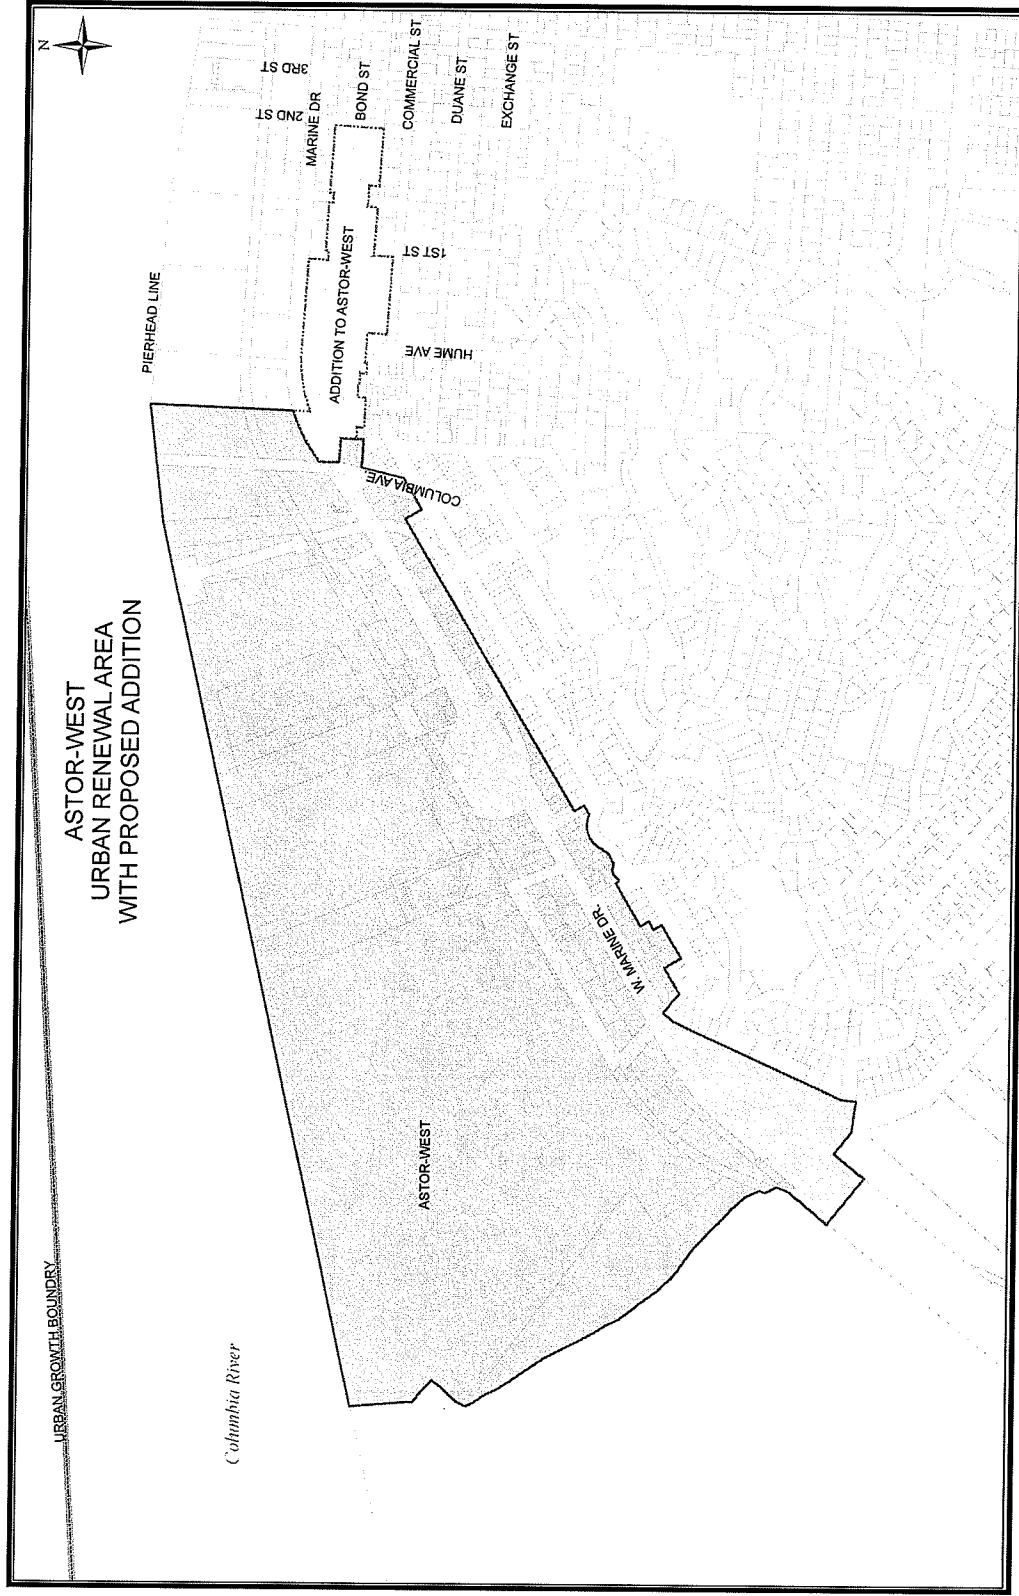 ASTOR-WEST
URBAN RENEWAL AREA
WITH PROPOSED ADDITION
N
URBAN GROWTH BOUNDRY
Columbia River
PIERHEAD LINE
2ND ST
3RD ST
MARINE DR
BOND ST
COMMERCIAL ST
DUANE ST
EXCHANGE ST
ADDITION TO ASTOR-WEST
1ST ST
HUME AVE
COLUMBIA AVE.
W. MARINE DR.
ASTOR-WEST